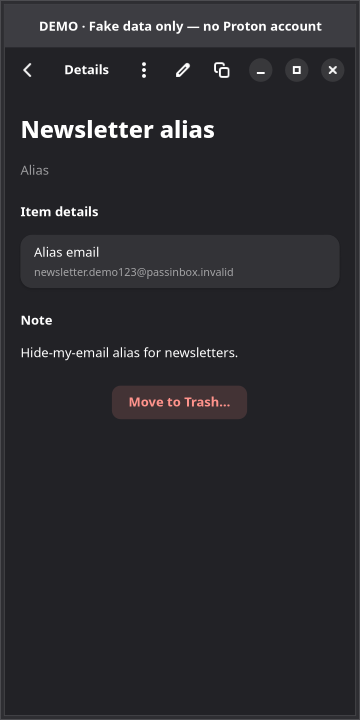 DEMO · Fake data only — no Proton account
Details
Newsletter alias
Alias
Item details
Alias email
newsletter.demo123@passinbox.invalid
Note
Hide-my-email alias for newsletters.
Move to Trash...